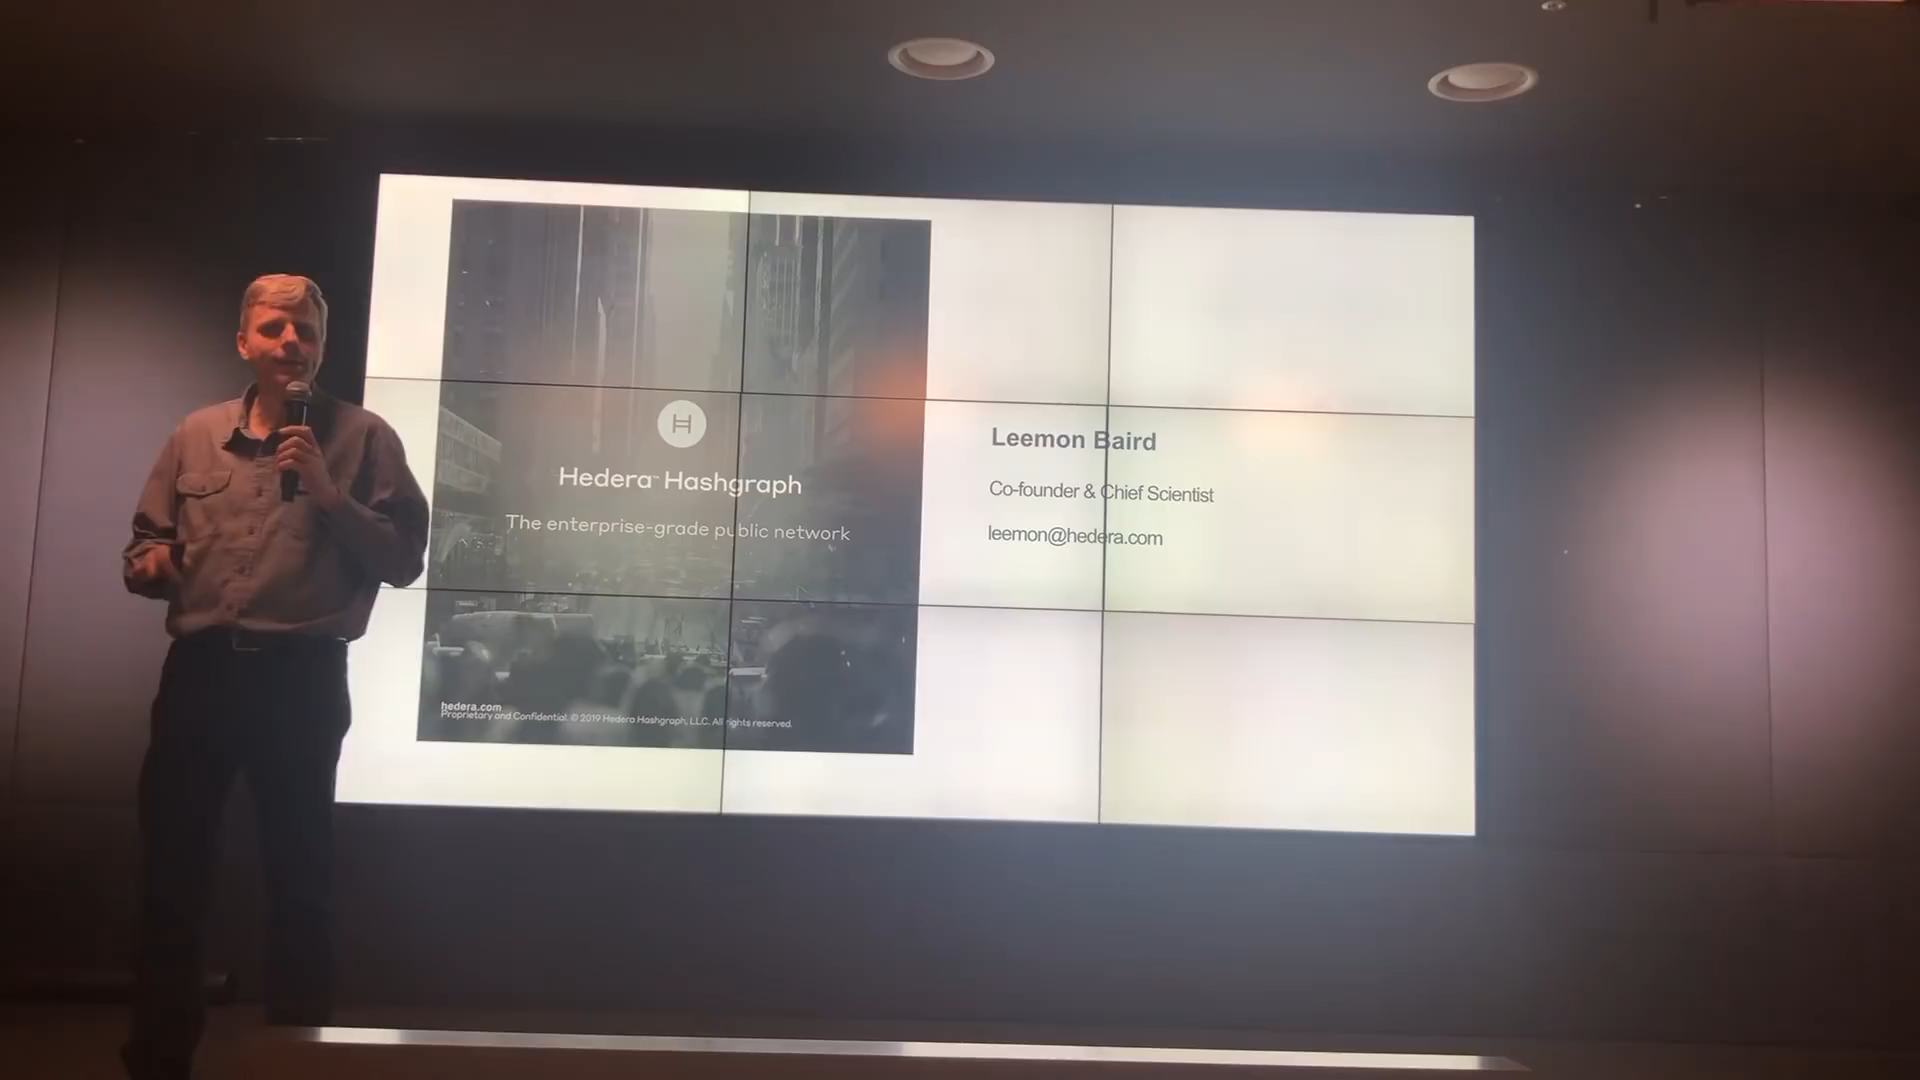 Hedera™ Hashgraph
The enterprise-grade public network
hedera.com
Proprietary and Confidential. © 2019 Hedera Hashgraph, LLC. All rights reserved.
Leemon Baird
Co-founder & Chief Scientist
leemon@hedera.com